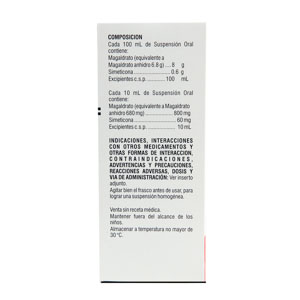 COMPOSICION
Cada 100 mL de Suspensión Oral
contiene:
Magaldrato (equivalente a
Magaldrato anhidro 6.8 g) ... 8 g
Simeticona ........................ 0.6 g
Excipientes c.s.p. ............. 100 mL
Cada 10 mL de Suspensión Oral
contiene:
Magaldrato (equivalente a Magaldrato
anhidro 680 mg) ............... 800 mg
Simeticona ........................ 60 mg
Excipientes c.s.p. ............. 10 mL
INDICACIONES, INTERACCIONES
CON OTROS MEDICAMENTOS Y
OTRAS FORMAS DE INTERACCION,
CONTRAINDICACIONES,
ADVERTENCIAS Y PRECAUCIONES,
REACCIONES ADVERSAS, DOSIS Y
VIA DE ADMINISTRACIÓN: Ver inserto
adjunto.
Agitar bien el frasco antes de usar, para
lograr una suspensión homogénea.
Venta sin receta médica.
Mantener fuera del alcance de los
niños.
Almacenar a temperatura no mayor de
30°C.